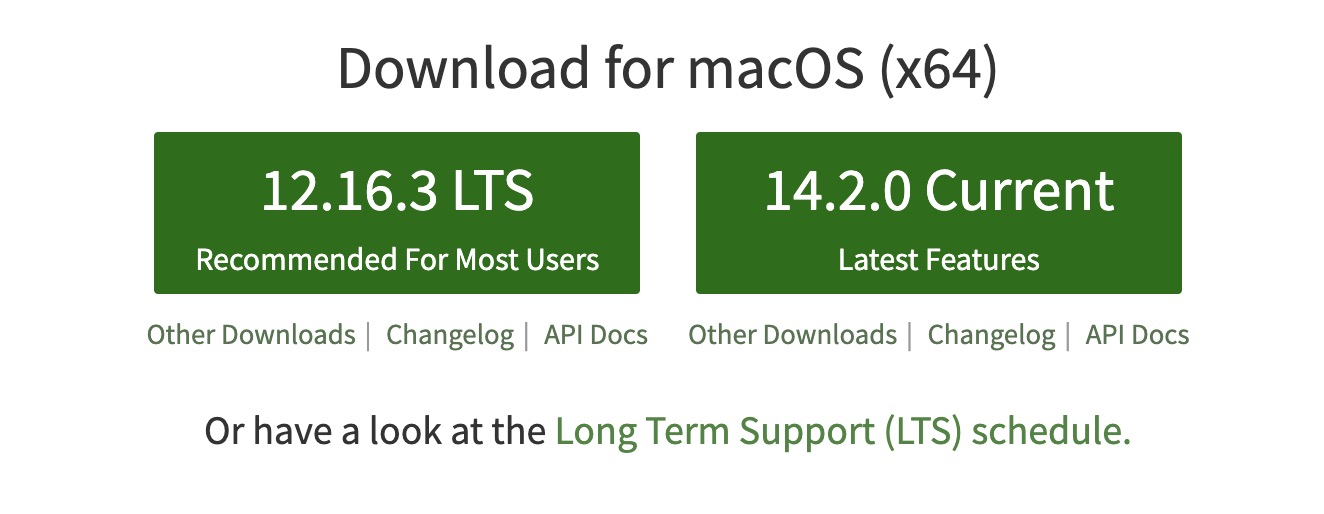 Download for macOS (x64)
12.16.3 LTS
Recommended For Most Users
14.2.0 Current
Latest Features
Other Downloads | Changelog | API Docs
Other Downloads | Changelog | API Docs
Or have a look at the Long Term Support (LTS) schedule.